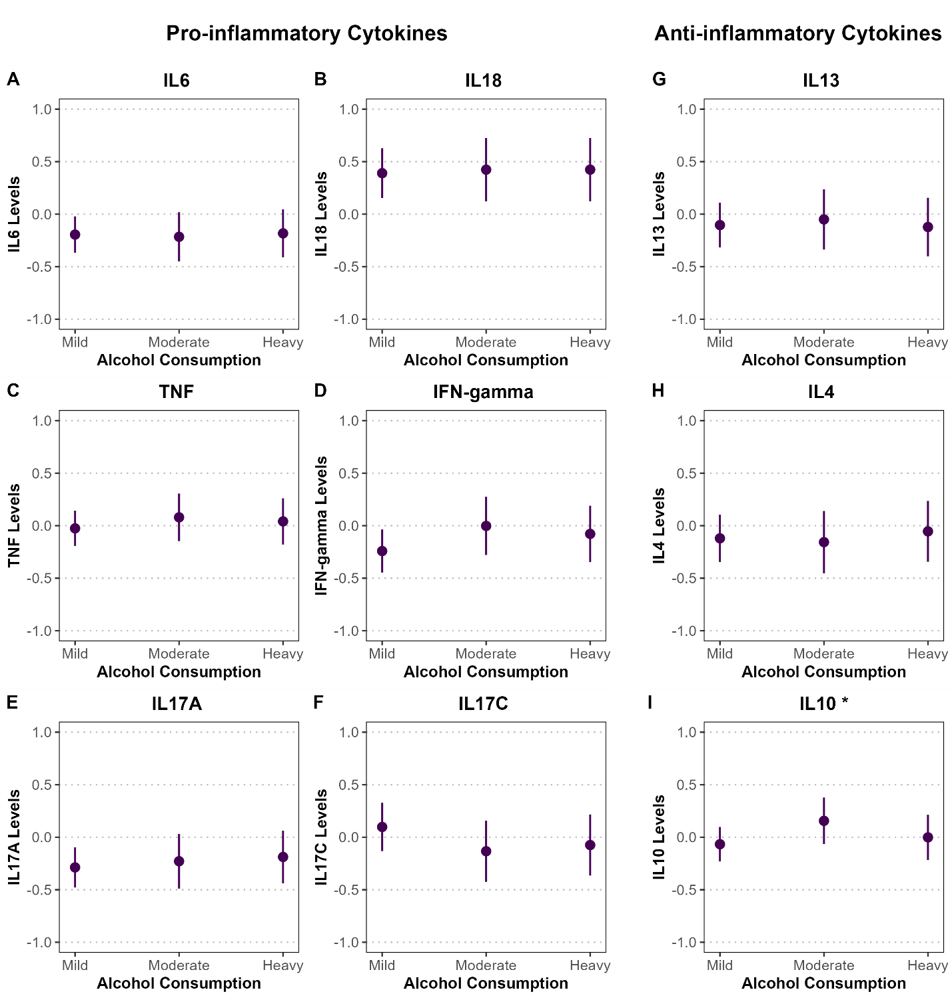 Pro-inflammatory Cytokines
Anti-inflammatory Cytokines
A
IL6
IL6 Levels
1.0
0.5
0.0
-0.5
-1.0
Mild Moderate Heavy
Alcohol Consumption
B
IL18
IL18 Levels
1.0
0.5
0.0
-0.5
-1.0
Mild Moderate Heavy
Alcohol Consumption
G
IL13
IL13 Levels
1.0
0.5
0.0
-0.5
-1.0
Mild Moderate Heavy
Alcohol Consumption
C
TNF
TNF Levels
1.0
0.5
0.0
-0.5
-1.0
Mild Moderate Heavy
Alcohol Consumption
D
IFN-gamma
IFN-gamma Levels
1.0
0.5
0.0
-0.5
-1.0
Mild Moderate Heavy
Alcohol Consumption
H
IL4
IL4 Levels
1.0
0.5
0.0
-0.5
-1.0
Mild Moderate Heavy
Alcohol Consumption
E
IL17A
IL17A Levels
1.0
0.5
0.0
-0.5
-1.0
Mild Moderate Heavy
Alcohol Consumption
F
IL17C
IL17C Levels
1.0
0.5
0.0
-0.5
-1.0
Mild Moderate Heavy
Alcohol Consumption
I
IL10 *
IL10 Levels
1.0
0.5
0.0
-0.5
-1.0
Mild Moderate Heavy
Alcohol Consumption